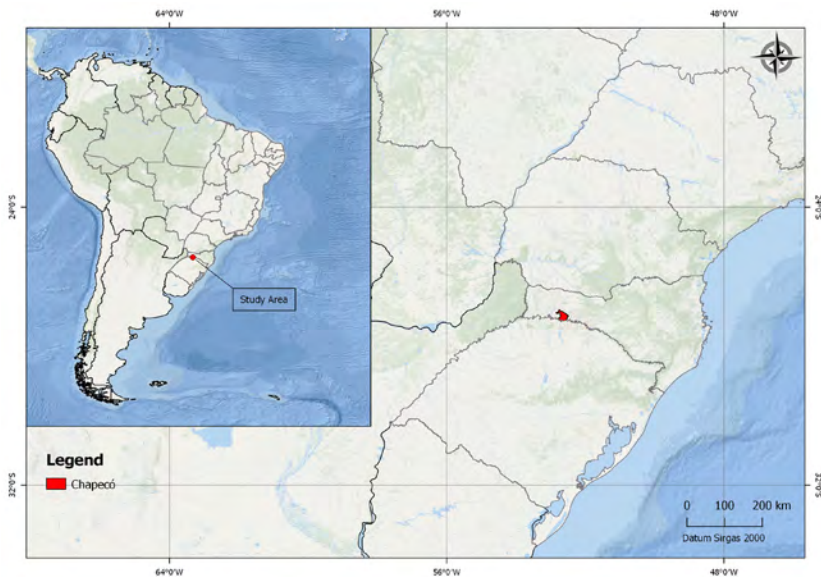 64°0'W 56°0'W 48°0'W
24°0'S 24°0'S
Study Area
Legend
Chapecó
32°0'S 32°0'S
0 100 200 km
Datum Sirgas 2000
64°0'W 56°0'W 48°0'W